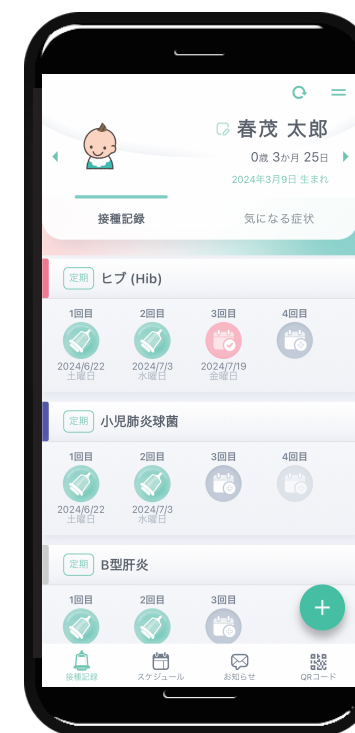 春茂 太郎
0歳 3か月 25日
2024年3月9日 生まれ
接種記録 気になる症状
定期 ヒブ (Hib)
1回目 2回目 3回目 4回目
2024/6/22 2024/7/3 2024/7/19
土曜日 水曜日 金曜日
定期 小児肺炎球菌
1回目 2回目 3回目 4回目
2024/6/22 2024/7/3
土曜日 水曜日
定期 B型肝炎
1回目 2回目 3回目
接種記録 スケジュール お知らせ QRコード